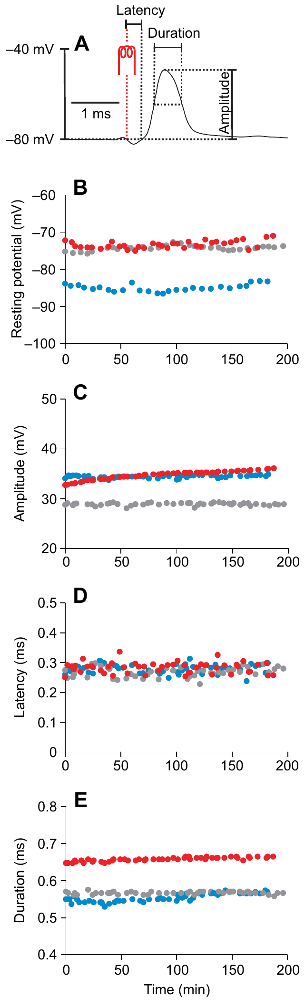 Latency
Duration
A
–40 mV
Amplitude
1 ms
–80 mV
B
–60
–70
–80
–90
–100
Resting potential (mV)
0 50 100 150 200
C
50
40
30
20
Amplitude (mV)
0 50 100 150 200
D
0.5
0.4
0.3
0.2
0.1
0
Latency (ms)
0 50 100 150 200
E
0.8
0.7
0.6
0.5
0.4
Duration (ms)
0 50 100 150 200
Time (min)